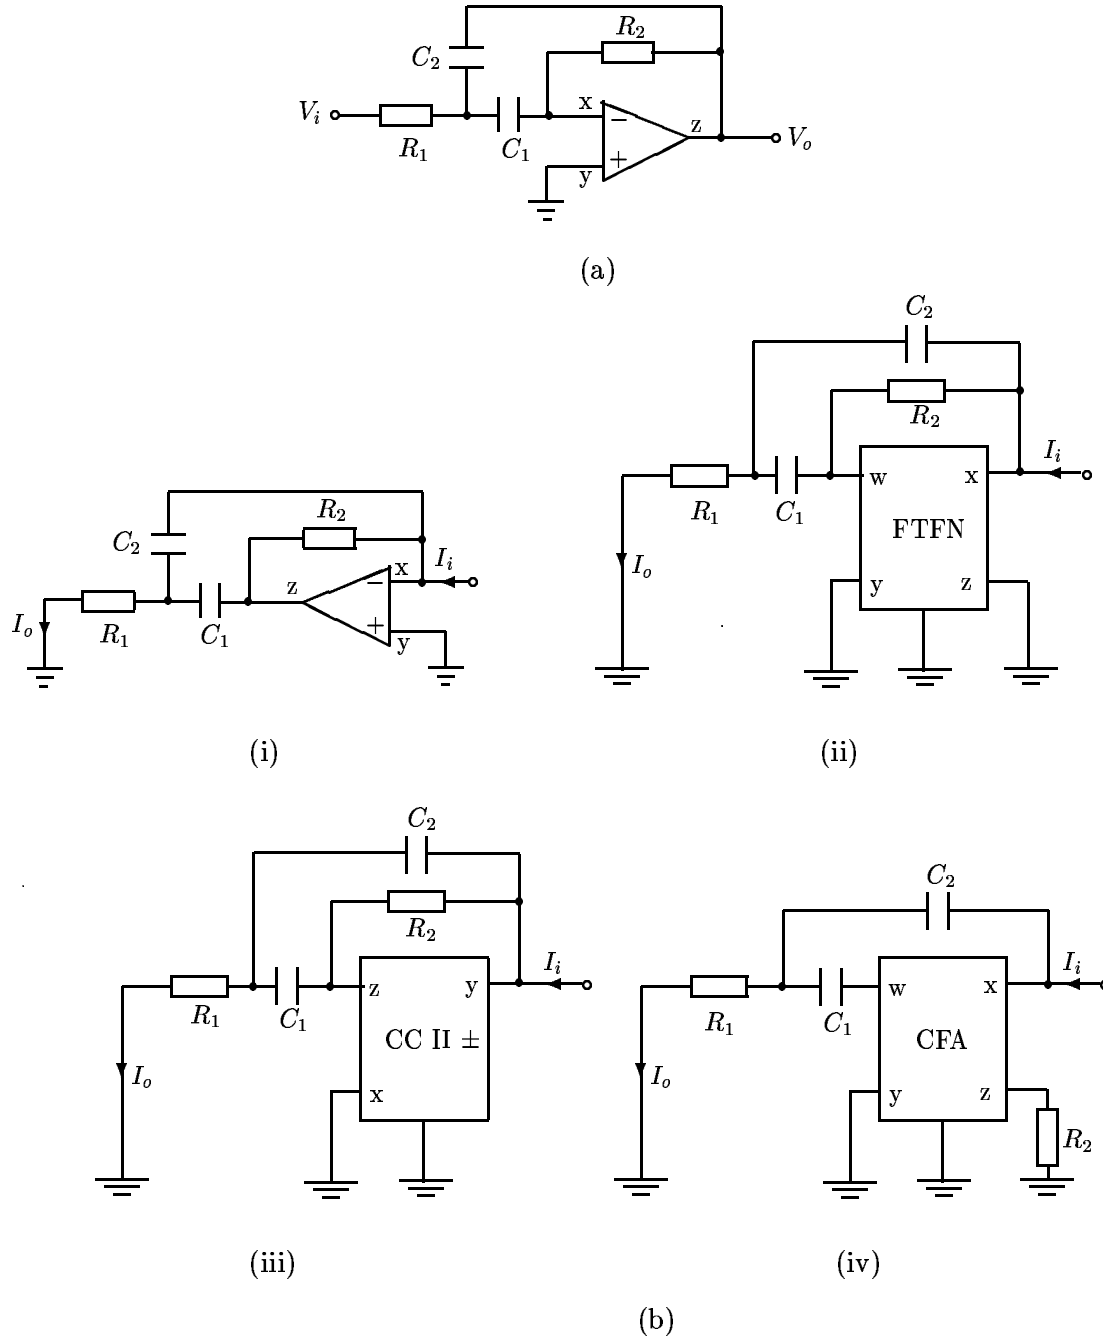 C₂
R₂
Vᵢ
R₁
C₁
x
−
+
y
z
Vₒ
(a)
C₂
R₂
Iₒ
R₁
C₁
z
−
+
x
y
Iᵢ
(i)
C₂
R₂
R₁
C₁
Iₒ
w
x
FTFN
y
z
Iᵢ
(ii)
C₂
R₂
R₁
C₁
Iₒ
z
y
CC II ±
x
Iᵢ
(iii)
C₂
R₁
C₁
Iₒ
w
x
CFA
y
z
Iᵢ
R₂
(iv)
(b)